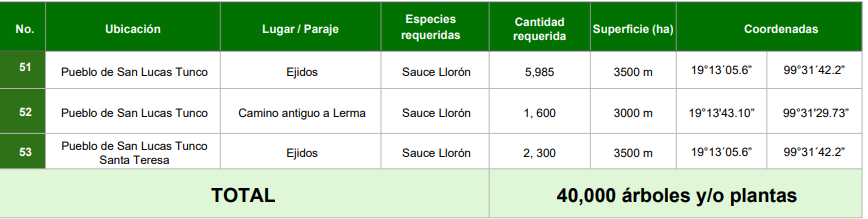 No. Ubicación Lugar / Paraje Especies requeridas Cantidad requerida Superficie (ha) Coordenadas
51 Pueblo de San Lucas Tunco Ejidos Sauce Llorón 5,985 3500 m 19°13´05.6” 99°31´42.2”
52 Pueblo de San Lucas Tunco Camino antiguo a Lerma Sauce Llorón 1, 600 3000 m 19°13'43.10” 99°31'29.73”
53 Pueblo de San Lucas Tunco Santa Teresa Ejidos Sauce Llorón 2, 300 3500 m 19°13´05.6” 99°31´42.2”
TOTAL 40,000 árboles y/o plantas